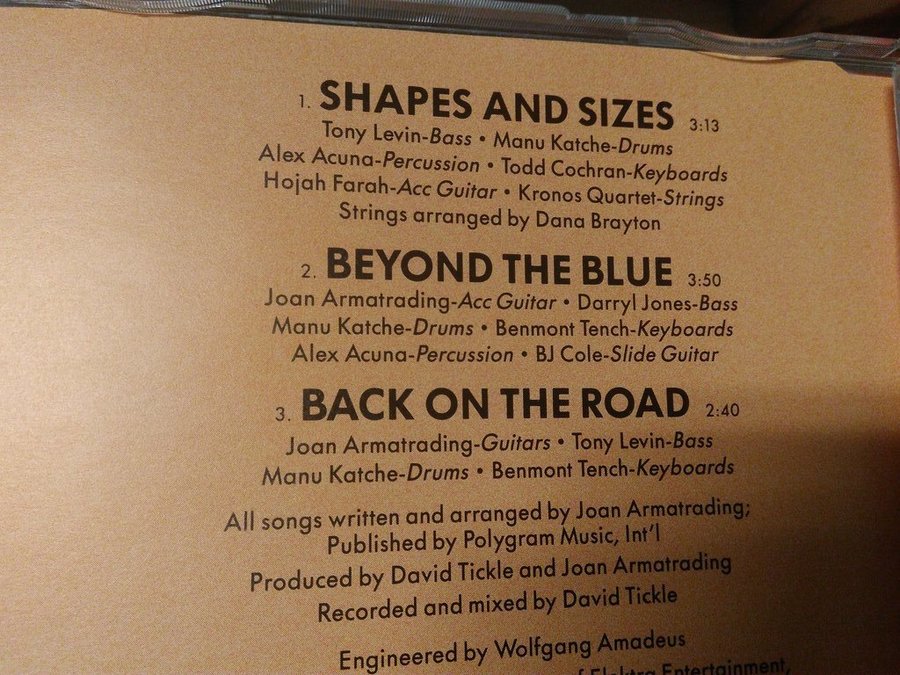 1. SHAPES AND SIZES 3:13
Tony Levin-Bass • Manu Katche-Drums
Alex Acuna-Percussion • Todd Cochran-Keyboards
Hojah Farah-Acc Guitar • Kronos Quartet-Strings
Strings arranged by Dana Brayton
2. BEYOND THE BLUE 3:50
Joan Armatrading-Acc Guitar • Darryl Jones-Bass
Manu Katche-Drums • Benmont Tench-Keyboards
Alex Acuna-Percussion • BJ Cole-Slide Guitar
3. BACK ON THE ROAD 2:40
Joan Armatrading-Guitars • Tony Levin-Bass
Manu Katche-Drums • Benmont Tench-Keyboards
All songs written and arranged by Joan Armatrading;
Published by Polygram Music, Int'l
Produced by David Tickle and Joan Armatrading
Recorded and mixed by David Tickle
Engineered by Wolfgang Amadeus
of Elektra Entertainment,